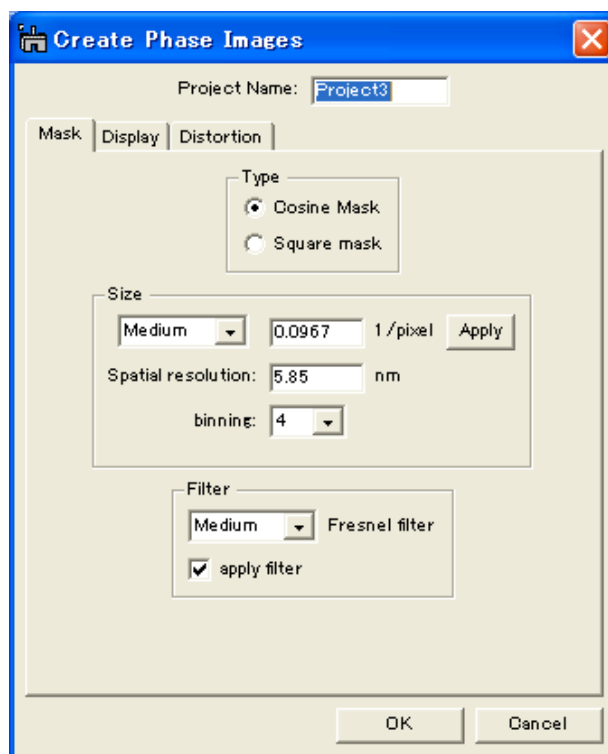 Create Phase Images
Project Name: Project3
Mask Display Distortion
Type
Cosine Mask
Square mask
Size
Medium 0.0967 1/pixel Apply
Spatial resolution: 5.85 nm
binning: 4
Filter
Medium Fresnel filter
apply filter
OK Cancel